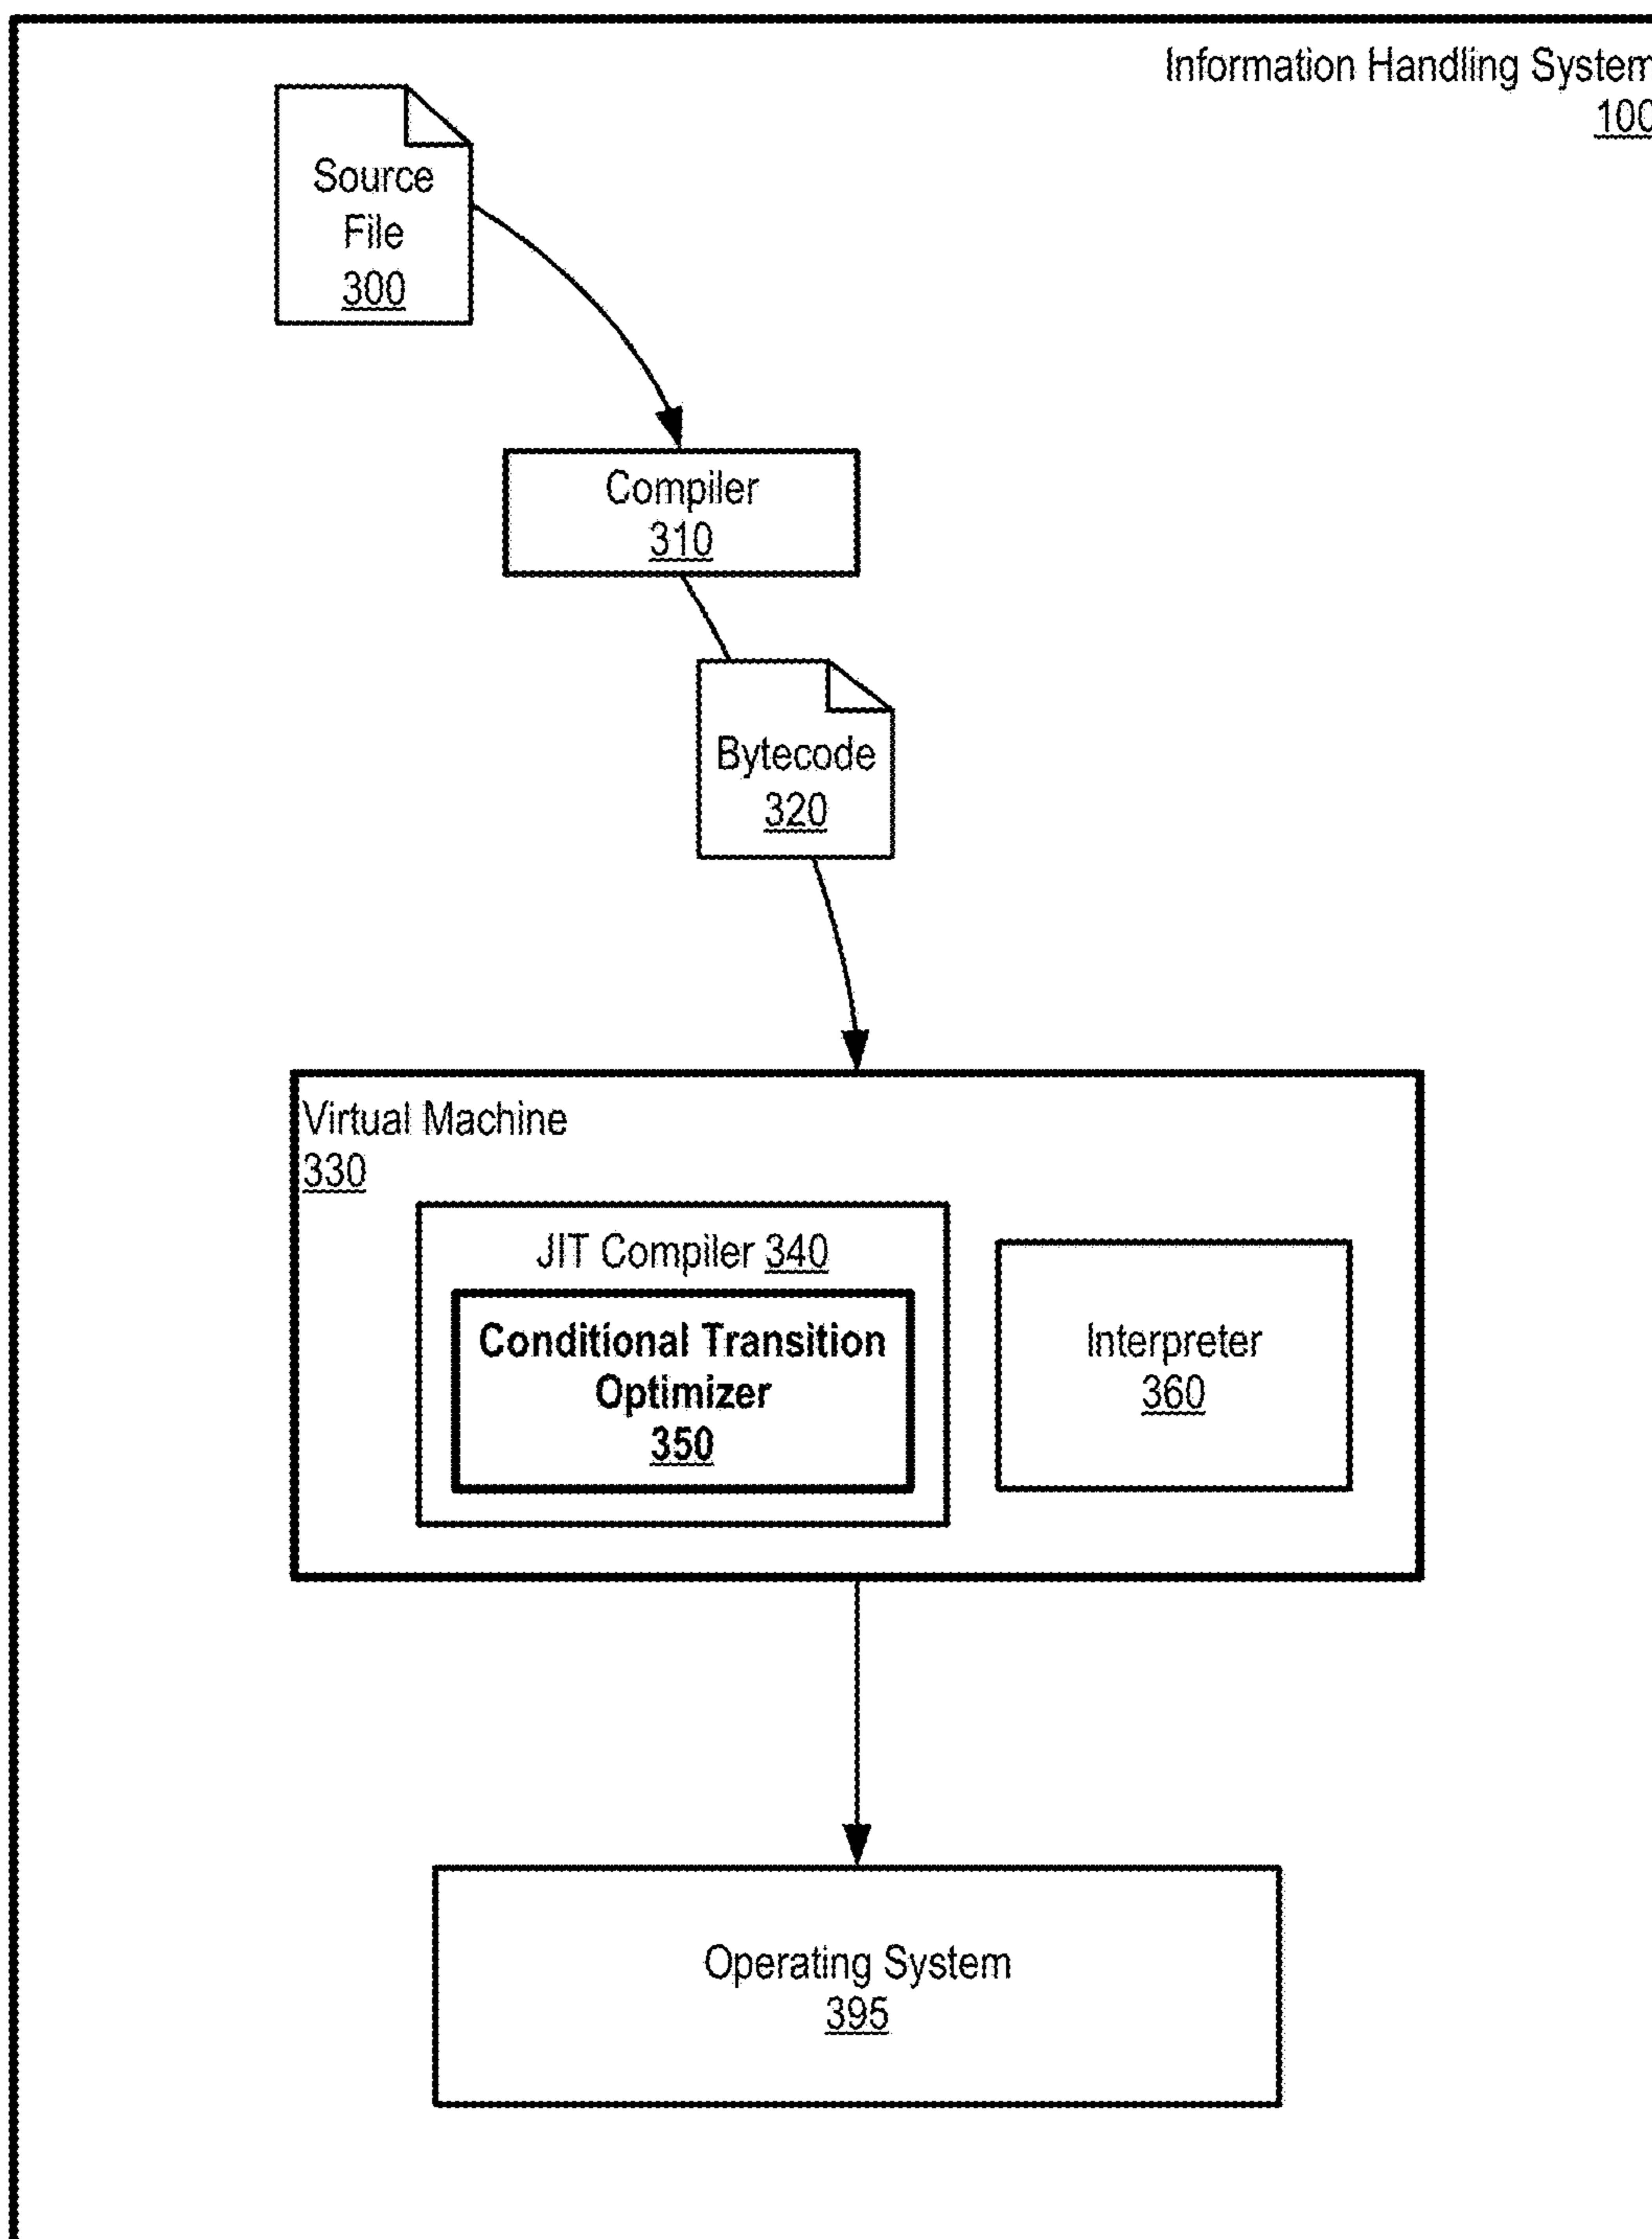 Information Handling System
100
Source
File
300
Compiler
310
Bytecode
320
Virtual Machine
330
JIT Compiler 340
Conditional Transition
Optimizer
350
Interpreter
360
Operating System
395